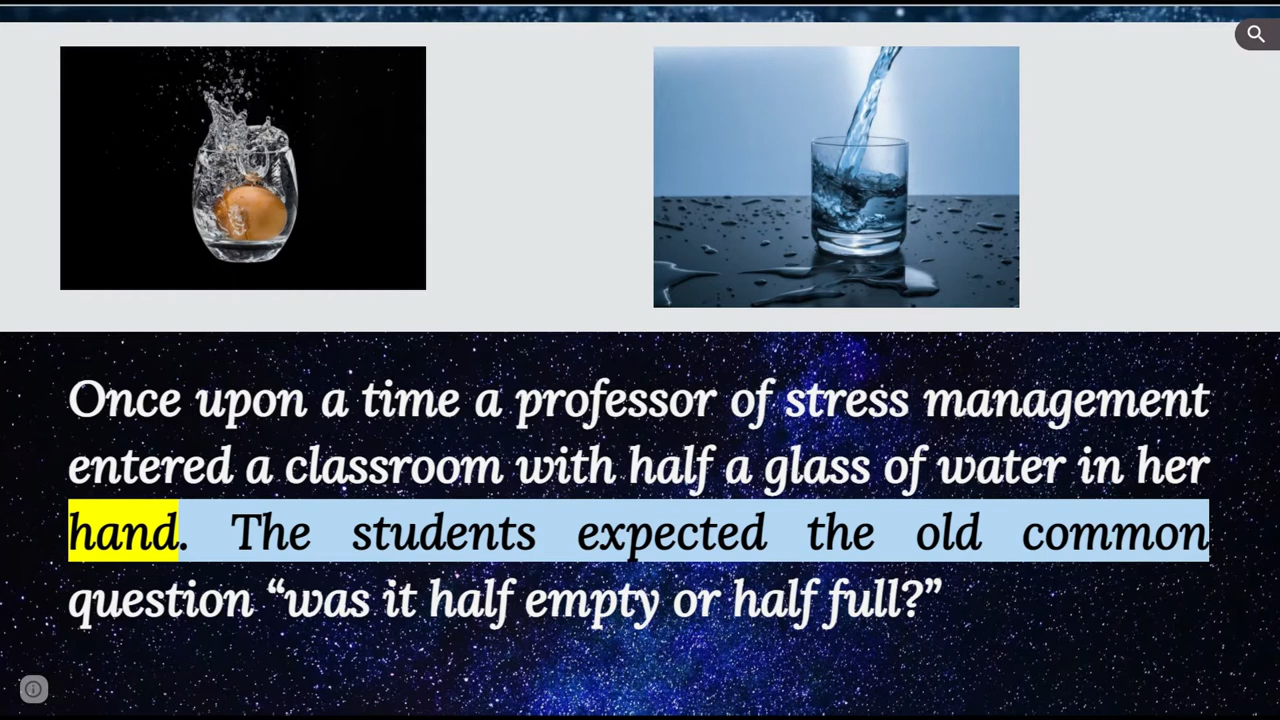 Once upon a time a professor of stress management
entered a classroom with half a glass of water in her
hand. The students expected the old common
question “was it half empty or half full?”